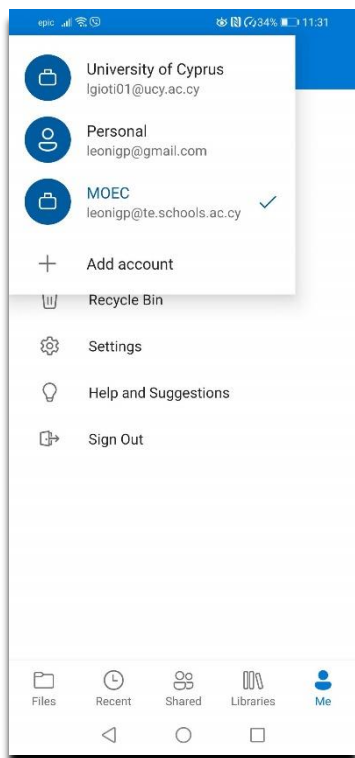 epic 34% 11:31
University of Cyprus
lgioti01@ucy.ac.cy
Personal
leonigp@gmail.com
MOEC
leonigp@te.schools.ac.cy
Add account
Recycle Bin
Settings
Help and Suggestions
Sign Out
Files Recent Shared Libraries Me